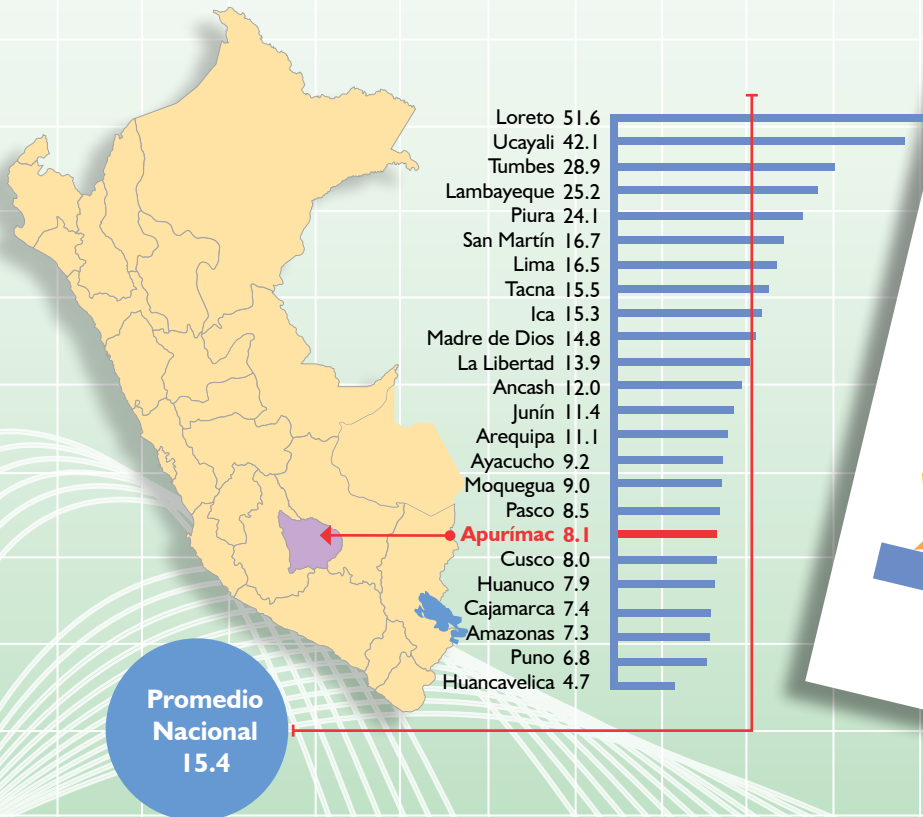 Loreto 51.6
Ucayali 42.1
Tumbes 28.9
Lambayeque 25.2
Piura 24.1
San Martín 16.7
Lima 16.5
Tacna 15.5
Ica 15.3
Madre de Dios 14.8
La Libertad 13.9
Ancash 12.0
Junín 11.4
Arequipa 11.1
Ayacucho 9.2
Moquegua 9.0
Pasco 8.5
Apurímac 8.1
Cusco 8.0
Huanuco 7.9
Cajamarca 7.4
Amazonas 7.3
Puno 6.8
Huancavelica 4.7
Promedio
Nacional
15.4